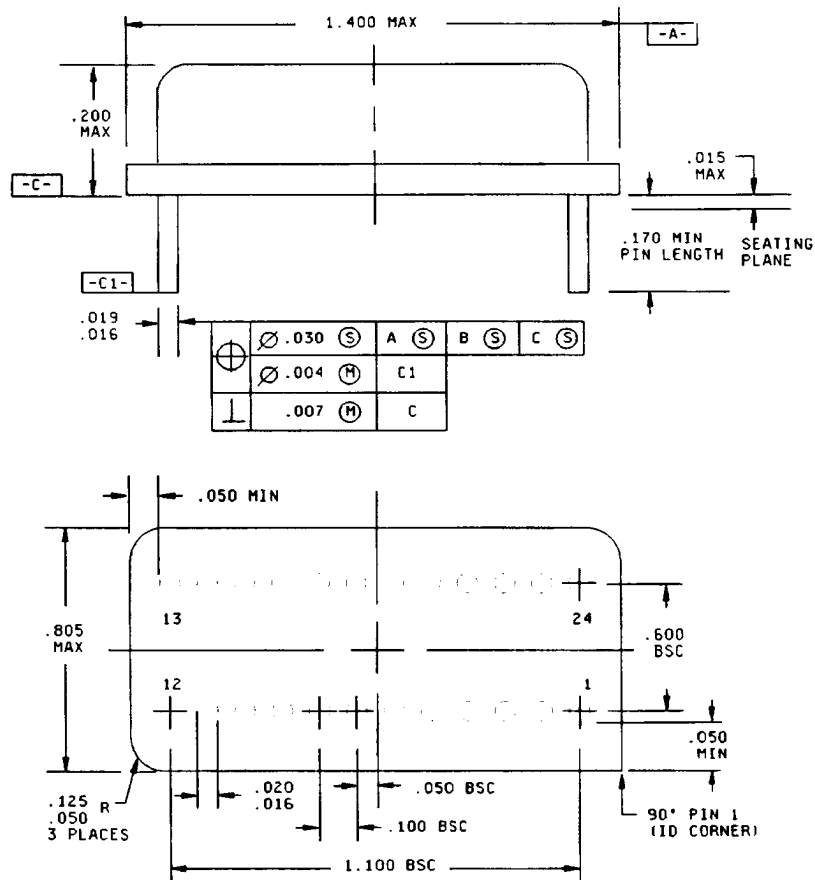 1.400 MAX
-A-
.200
MAX
.015
MAX
-C-
.170 MIN
PIN LENGTH
SEATING
PLANE
-C1-
.019
.016
⌀ .030 Ⓢ A Ⓢ B Ⓢ C Ⓢ
⌀ .004 Ⓜ C1
.007 Ⓜ C
.050 MIN
13
24
.805
MAX
.600
BSC
12
1
.050
MIN
.020
.016
.050 BSC
.125 R
.050
3 PLACES
.100 BSC
90° PIN 1
(ID CORNER)
1.100 BSC